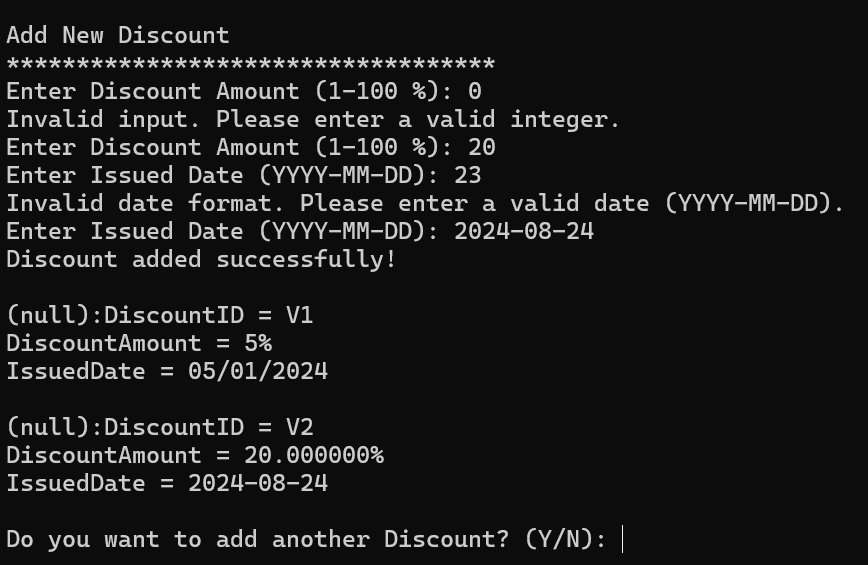 Add New Discount
***********************************
Enter Discount Amount (1-100 %): 0
Invalid input. Please enter a valid integer.
Enter Discount Amount (1-100 %): 20
Enter Issued Date (YYYY-MM-DD): 23
Invalid date format. Please enter a valid date (YYYY-MM-DD).
Enter Issued Date (YYYY-MM-DD): 2024-08-24
Discount added successfully!
(null):DiscountID = V1
DiscountAmount = 5%
IssuedDate = 05/01/2024
(null):DiscountID = V2
DiscountAmount = 20.000000%
IssuedDate = 2024-08-24
Do you want to add another Discount? (Y/N):